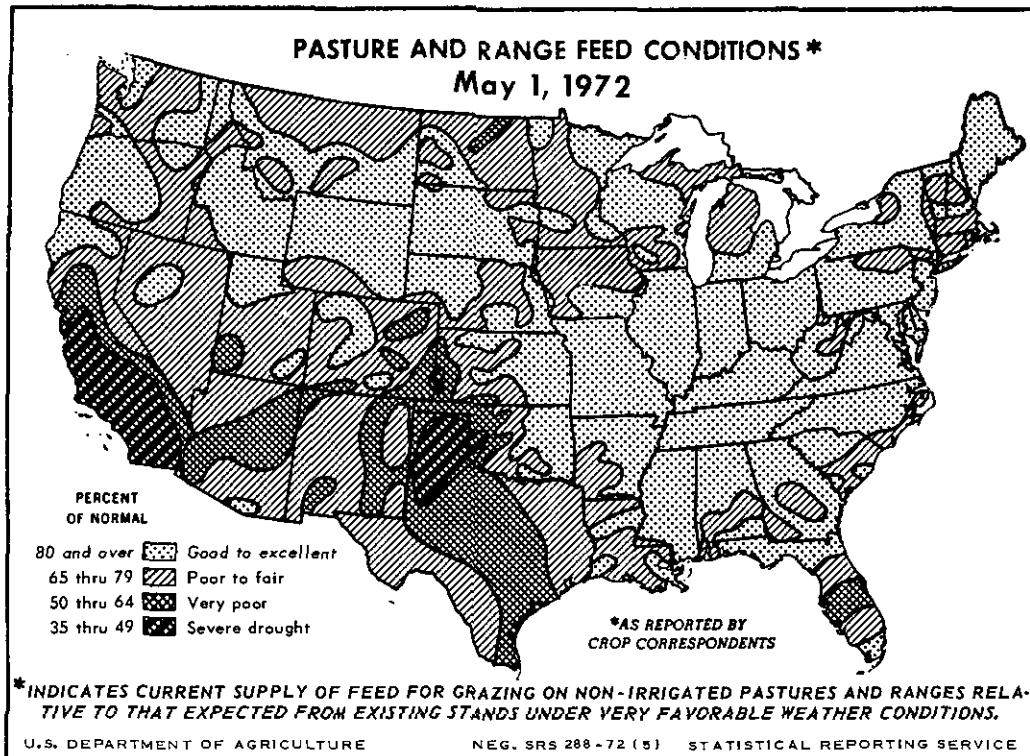 PASTURE AND RANGE FEED CONDITIONS*
May 1, 1972
PERCENT
OF NORMAL
80 and over Good to excellent
65 thru 79 Poor to fair
50 thru 64 Very poor
35 thru 49 Severe drought
*AS REPORTED BY
CROP CORRESPONDENTS
*INDICATES CURRENT SUPPLY OF FEED FOR GRAZING ON NON-IRRIGATED PASTURES AND RANGES RELA-
TIVE TO THAT EXPECTED FROM EXISTING STANDS UNDER VERY FAVORABLE WEATHER CONDITIONS.
U.S. DEPARTMENT OF AGRICULTURE NEG. SRS 288-72 (5) STATISTICAL REPORTING SERVICE